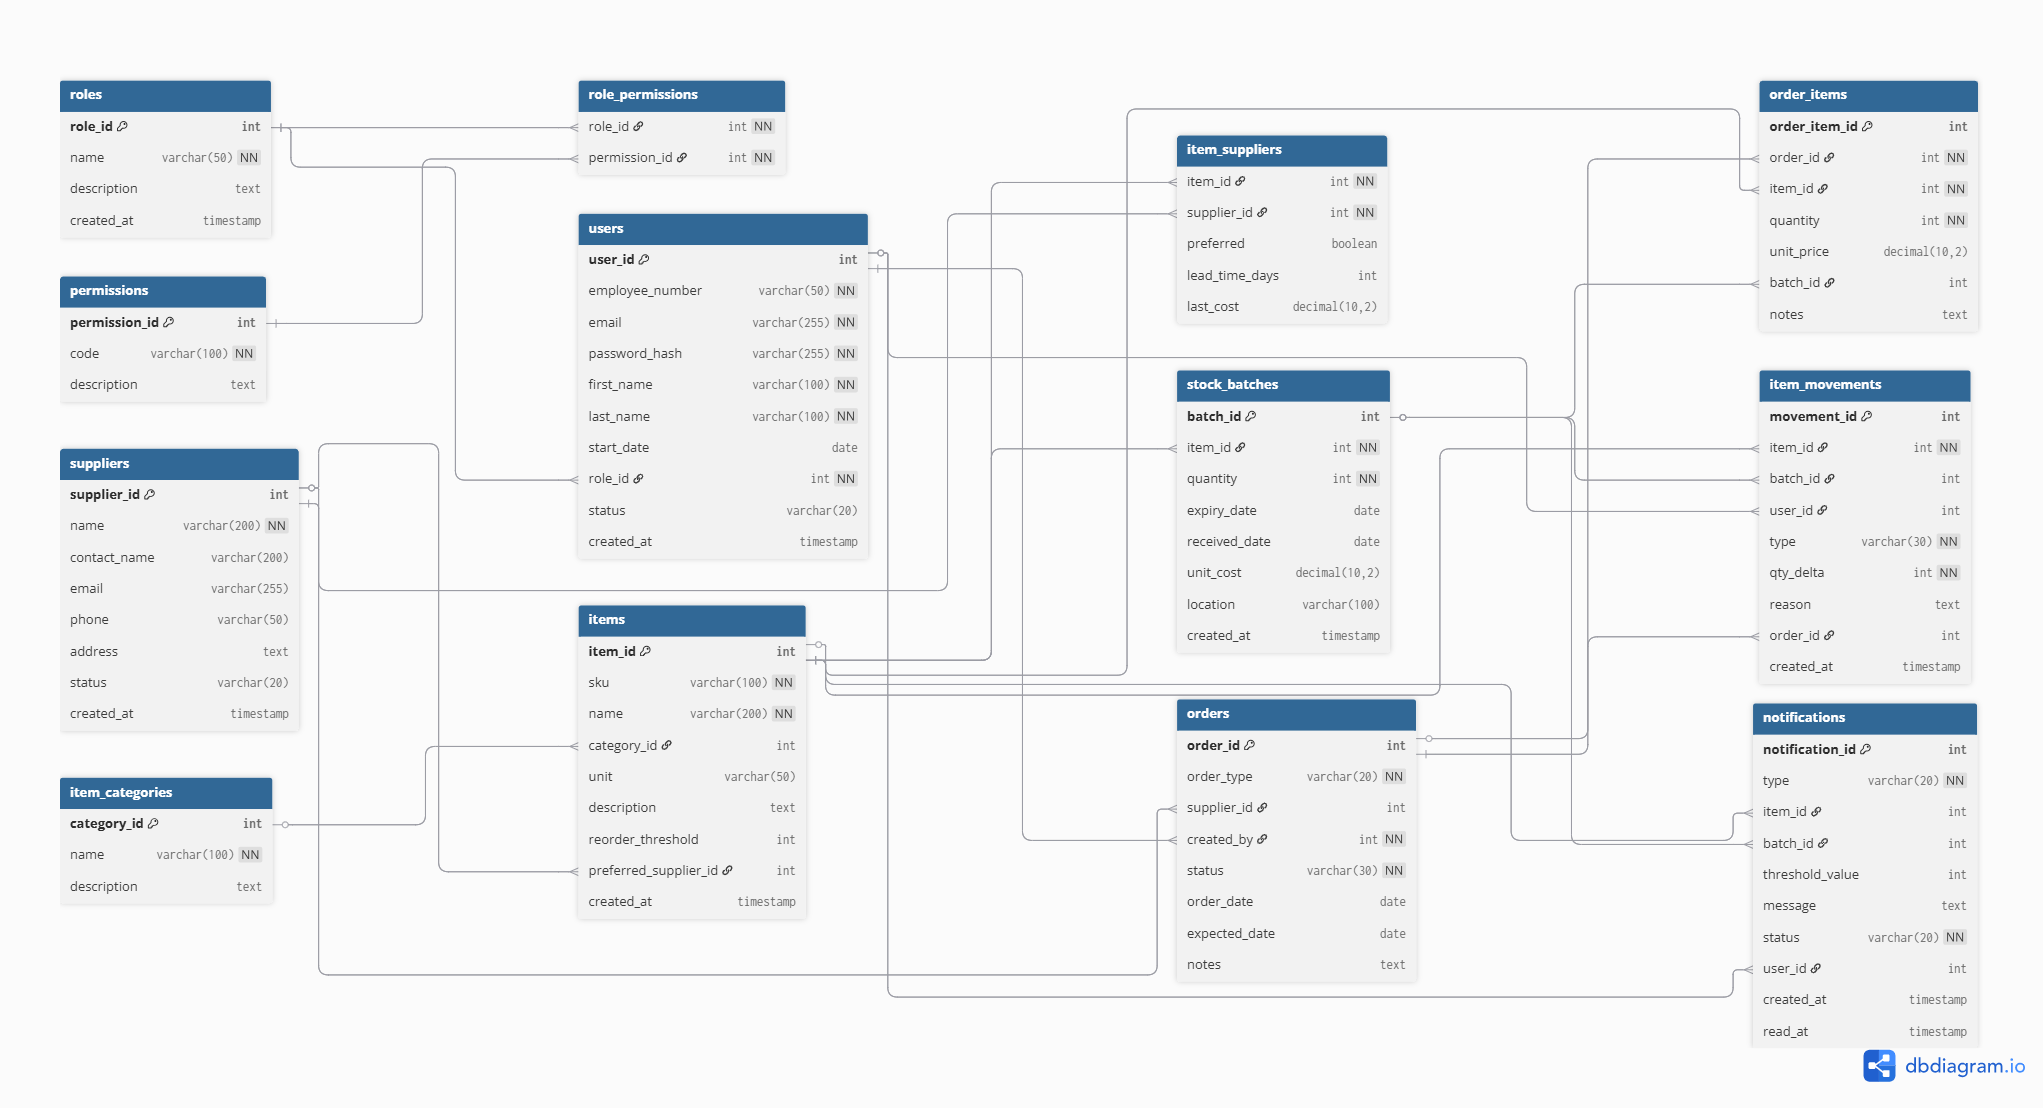 roles
role_id int
name varchar(50) NN
description text
created_at timestamp
permissions
permission_id int
code varchar(100) NN
description text
suppliers
supplier_id int
name varchar(200) NN
contact_name varchar(200)
email varchar(255)
phone varchar(50)
address text
status varchar(20)
created_at timestamp
item_categories
category_id int
name varchar(100) NN
description text
role_permissions
role_id int NN
permission_id int NN
users
user_id int
employee_number varchar(50) NN
email varchar(255) NN
password_hash varchar(255) NN
first_name varchar(100) NN
last_name varchar(100) NN
start_date date
role_id int NN
status varchar(20)
created_at timestamp
items
item_id int
sku varchar(100) NN
name varchar(200) NN
category_id int
unit varchar(50)
description text
reorder_threshold int
preferred_supplier_id int
created_at timestamp
item_suppliers
item_id int NN
supplier_id int NN
preferred boolean
lead_time_days int
last_cost decimal(10,2)
stock_batches
batch_id int
item_id int NN
quantity int NN
expiry_date date
received_date date
unit_cost decimal(10,2)
location varchar(100)
created_at timestamp
orders
order_id int
order_type varchar(20) NN
supplier_id int
created_by int NN
status varchar(30) NN
order_date date
expected_date date
notes text
order_items
order_item_id int
order_id int NN
item_id int NN
quantity int NN
unit_price decimal(10,2)
batch_id int
notes text
item_movements
movement_id int
item_id int NN
batch_id int
user_id int
type varchar(30) NN
qty_delta int NN
reason text
order_id int
created_at timestamp
notifications
notification_id int
type varchar(20) NN
item_id int
batch_id int
threshold_value int
message text
status varchar(20) NN
user_id int
created_at timestamp
read_at timestamp
dbdiagram.io